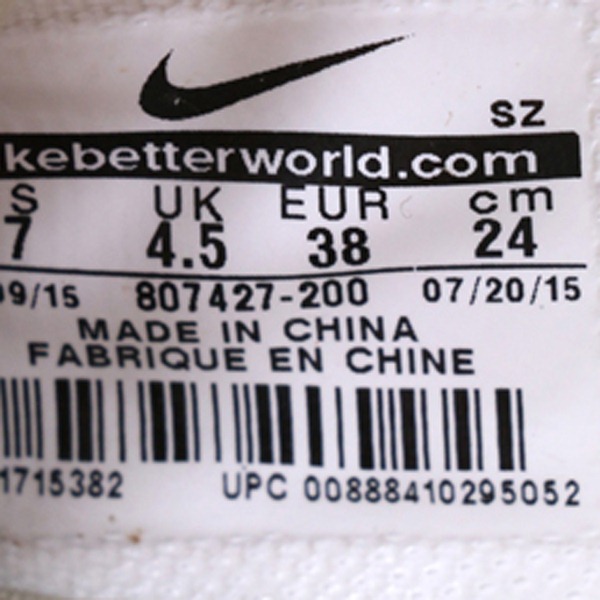 SZ
kebetterworld.com
S UK EUR cm
7 4.5 38 24
9/15 807427-200 07/20/15
MADE IN CHINA
FABRIQUE EN CHINE
1715382 UPC 00888410295052